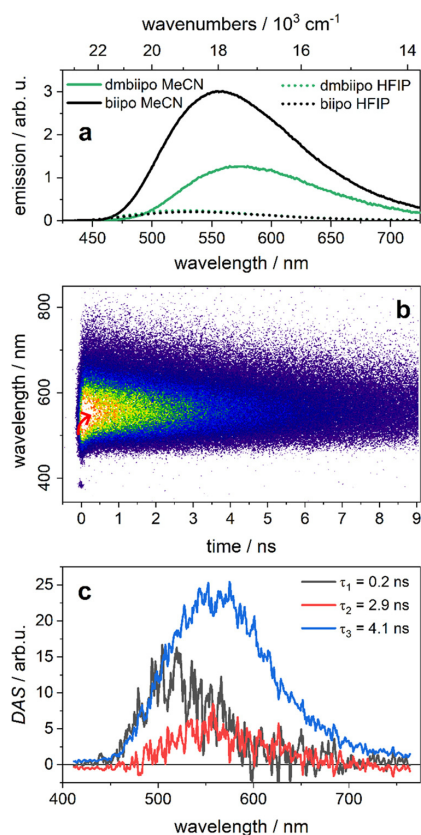 wavenumbers / 10³ cm⁻¹
22 20 18 16 14
dmbiipo MeCN dmbiipo HFIP
biipo MeCN biipo HFIP
a
emission / arb. u.
3
2
1
0
450 500 550 600 650 700
wavelength / nm
b
wavelength / nm
800
600
400
0 1 2 3 4 5 6 7 8 9
time / ns
c
τ₁ = 0.2 ns
τ₂ = 2.9 ns
τ₃ = 4.1 ns
DAS / arb.u.
25
20
15
10
5
0
400 500 600 700
wavelength / nm